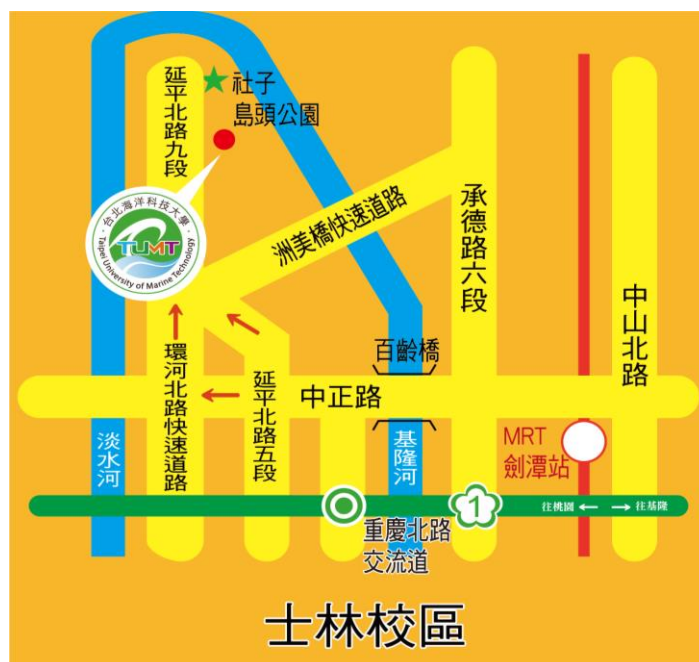 社子
島頭公園
延平北路九段
台北海洋科技大學
TUMT
Taipei University of Marine Technology
洲美橋快速道路
承德路六段
中山北路
百齡橋
環河北路快速道路
延平北路五段
中正路
淡水河
基隆河
MRT
劍潭站
1
往桃園 ← → 往基隆
重慶北路
交流道
士林校區